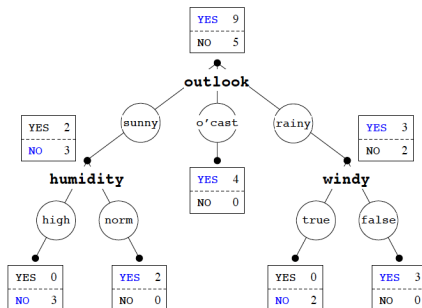 YES 9
NO 5
outlook
sunny
o'cast
rainy
YES 2
NO 3
YES 3
NO 2
humidity
YES 4
NO 0
windy
high
norm
true
false
YES 0
NO 3
YES 2
NO 0
YES 0
NO 2
YES 3
NO 0